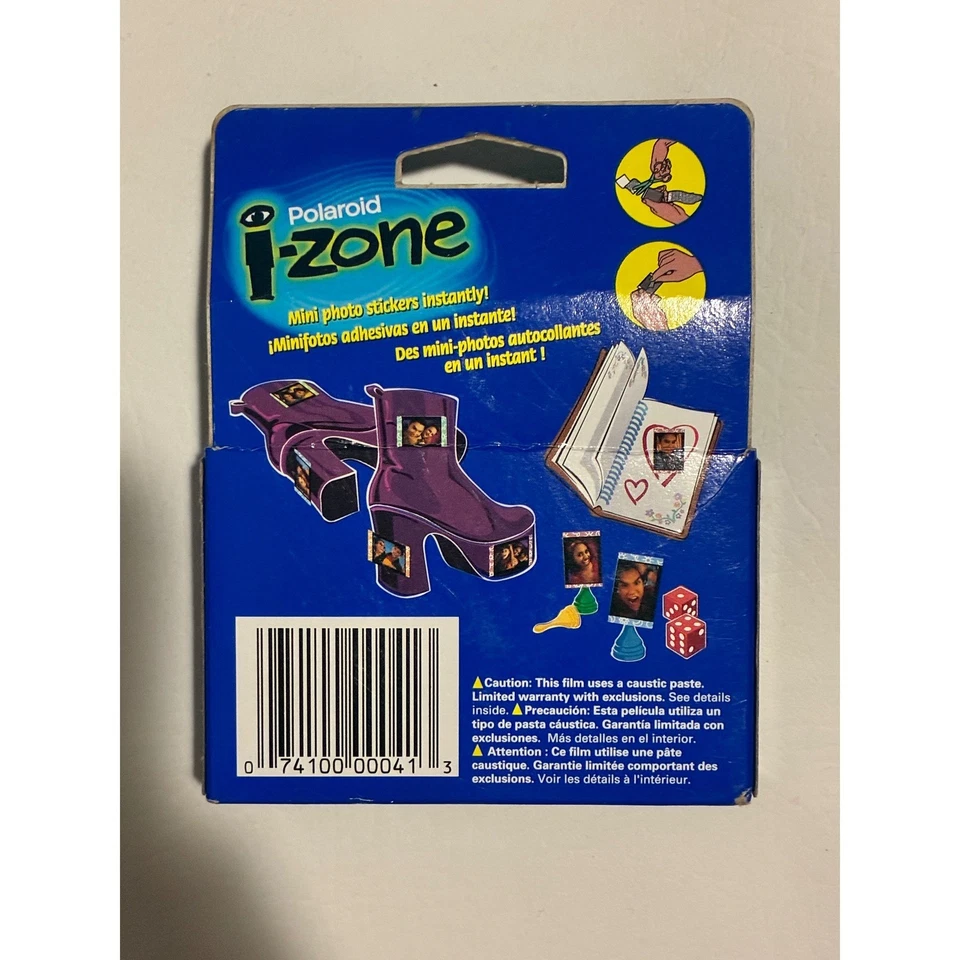 Polaroid
i-zone
Mini photo stickers instantly!
¡Minifotos adhesivas en un instante!
Des mini-photos autocollantes
en un instant !
⚠Caution: This film uses a caustic paste.
Limited warranty with exclusions. See details
inside. ⚠Precaución: Esta película utiliza un
tipo de pasta cáustica. Garantía limitada con
exclusiones. Más detalles en el interior.
⚠ Attention : Ce film utilise une pâte
caustique. Garantie limitée comportant des
exclusions. Voir les détails à l'intérieur.
0 74100 00041 3